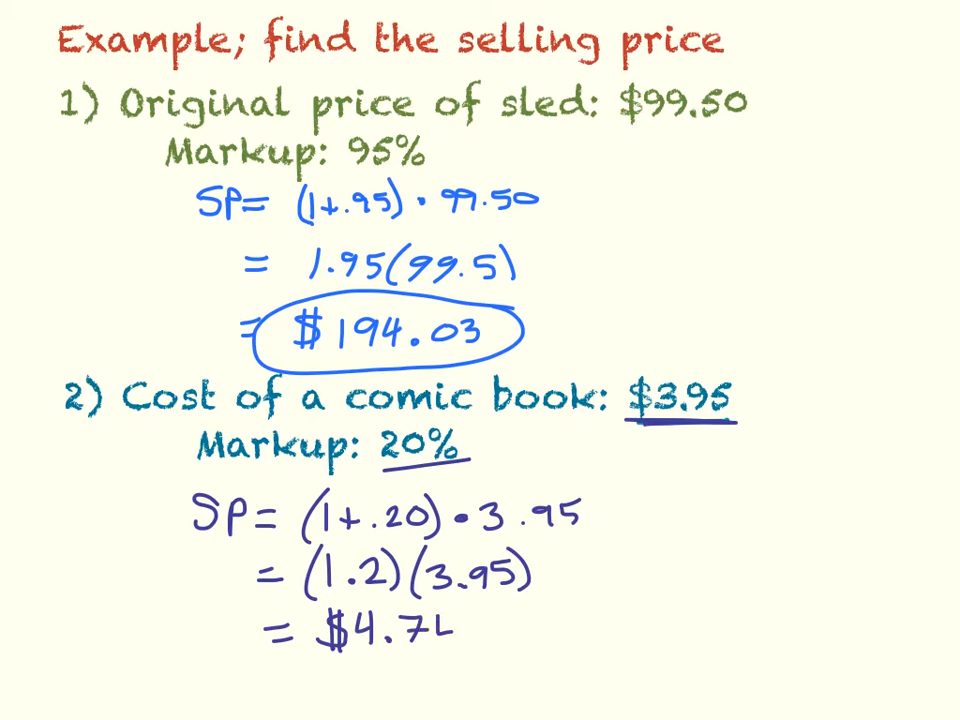 Example; find the selling price
1) Original price of sled: $99.50
Markup: 95%
SP= (1+.95) • 99.50
= 1.95(99.5)
= $194.03
2) Cost of a comic book: $3.95
Markup: 20%
SP= (1+.20) • 3.95
= (1.2)(3.95)
= $4.7